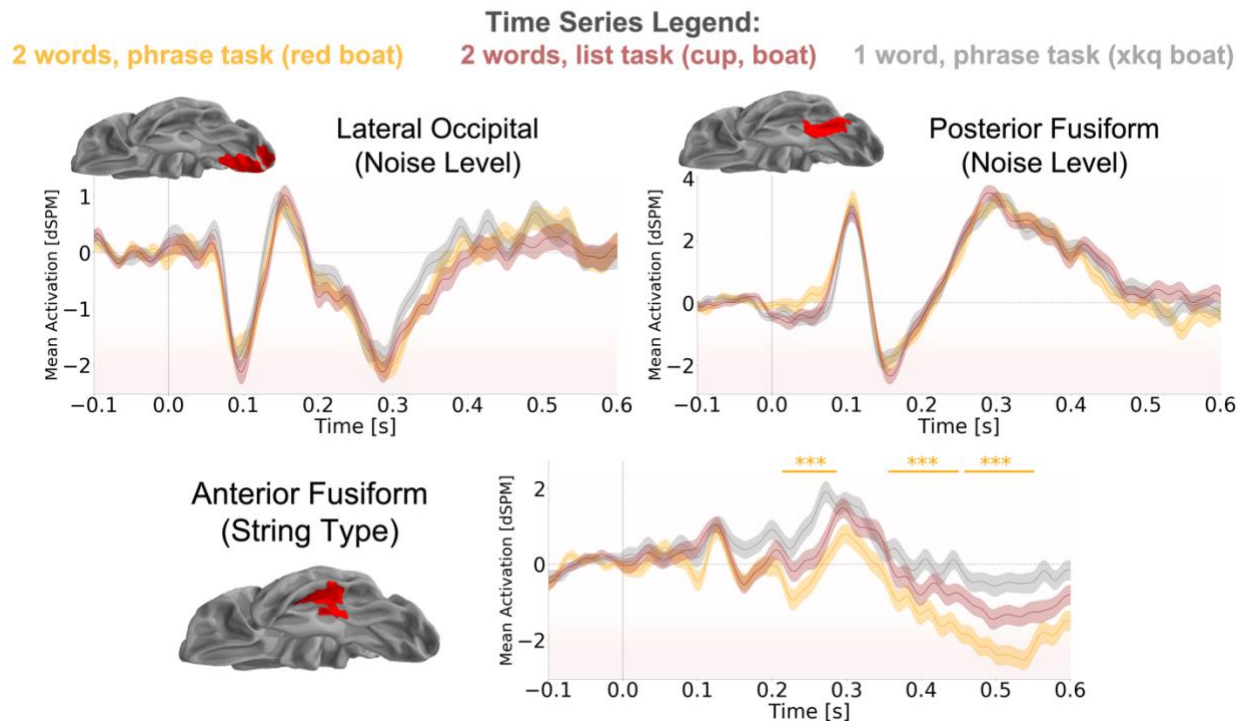 Time Series Legend:
2 words, phrase task (red boat) 2 words, list task (cup, boat) 1 word, phrase task (xkq boat)
Lateral Occipital
(Noise Level)
Mean Activation [dSPM]
1
0
−1
−2
−0.1 0.0 0.1 0.2 0.3 0.4 0.5 0.6
Time [s]
Posterior Fusiform
(Noise Level)
Mean Activation [dSPM]
4
2
0
−2
−0.1 0.0 0.1 0.2 0.3 0.4 0.5 0.6
Time [s]
Anterior Fusiform
(String Type)
*** *** ***
Mean Activation [dSPM]
2
0
−2
−0.1 0.0 0.1 0.2 0.3 0.4 0.5 0.6
Time [s]